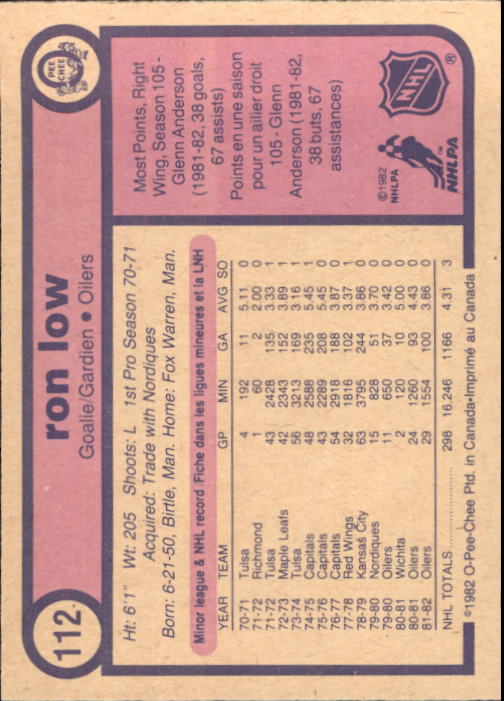 112
ron low
Goalie/Gardien • Oilers
O
PEE
CHEE
Ht: 6'1" Wt: 205 Shoots: L 1st Pro Season 70-71
Acquired: Trade with Nordiques
Born: 6-21-50, Birtle, Man. Home: Fox Warren, Man.
Minor league & NHL record/Fiche dans les ligues mineures et la LNH
YEAR TEAM GP MIN GA AVG SO
70-71 Tulsa 4 192 11 5.11 0
71-72 Richmond 1 60 2 2.00 0
71-72 Tulsa 43 2428 135 3.33 1
72-73 Maple Leafs 42 2343 152 3.89 1
73-74 Tulsa 56 3213 169 3.16 1
74-75 Capitals 48 2588 235 5.45 1
75-76 Capitals 43 2289 208 5.45 0
76-77 Capitals 54 2918 188 3.87 0
77-78 Red Wings 32 1816 102 3.37 1
78-79 Kansas City 63 3795 244 3.86 0
79-80 Nordiques 15 828 51 3.70 0
79-80 Oilers 11 650 37 3.42 0
80-81 Wichita 2 120 10 5.00 0
80-81 Oilers 24 1260 93 4.43 0
81-82 Oilers 29 1554 100 3.86 0
NHL TOTALS .......... 298 16.246 1166 4.31 3
©1982 O-Pee-Chee Ptd. in Canada•Imprimé au Canada
Most Points, Right
Wing, Season 105 -
Glenn Anderson
(1981-82, 38 goals,
67 assists)
Points en une saison
pour un ailier droit
105 - Glenn
Anderson (1981-82,
38 buts, 67
assistances)
©1982
NHLPA
NHLPA
™
NHL
®